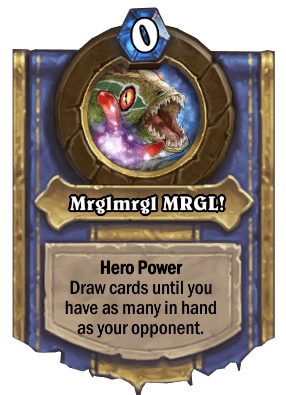 0
Mrglmrgl MRGL!
Hero Power
Draw cards until you
have as many in hand
as your opponent.